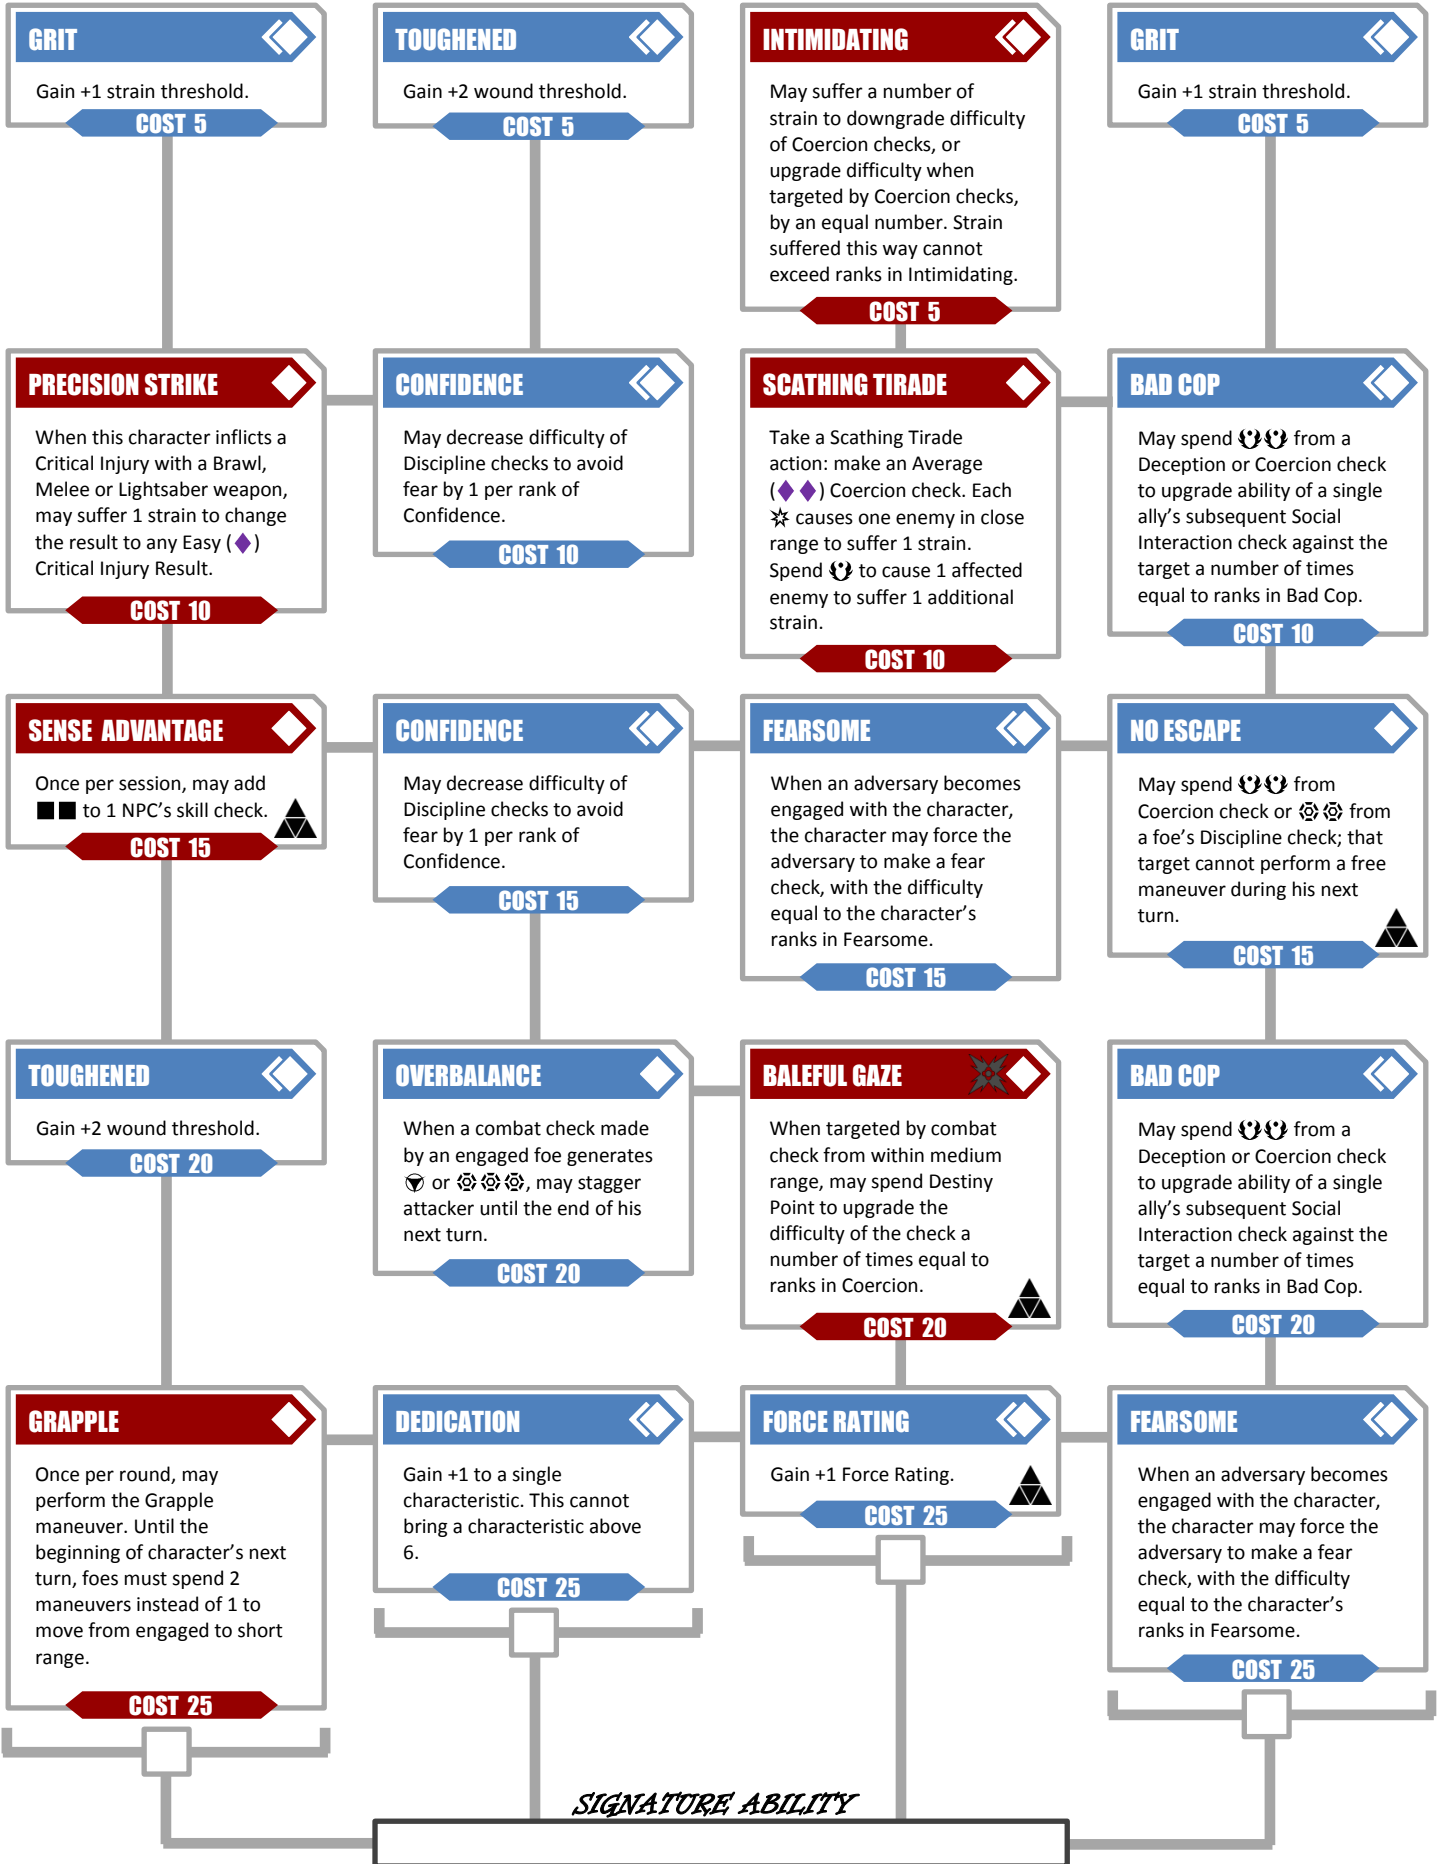 GRIT
Gain +1 strain threshold.
COST 5
TOUGHENED
Gain +2 wound threshold.
COST 5
INTIMIDATING
May suffer a number of
strain to downgrade difficulty
of Coercion checks, or
upgrade difficulty when
targeted by Coercion checks,
by an equal number. Strain
suffered this way cannot
exceed ranks in Intimidating.
COST 5
GRIT
Gain +1 strain threshold.
COST 5
PRECISION STRIKE
When this character inflicts a
Critical Injury with a Brawl,
Melee or Lightsaber weapon,
may suffer 1 strain to change
the result to any Easy (♦)
Critical Injury Result.
COST 10
CONFIDENCE
May decrease difficulty of
Discipline checks to avoid
fear by 1 per rank of
Confidence.
COST 10
SCATHING TIRADE
Take a Scathing Tirade
action: make an Average
(♦ ♦) Coercion check. Each
causes one enemy in close
range to suffer 1 strain.
Spend to cause 1 affected
enemy to suffer 1 additional
strain.
COST 10
BAD COP
May spend from a
Deception or Coercion check
to upgrade ability of a single
ally's subsequent Social
Interaction check against the
target a number of times
equal to ranks in Bad Cop.
COST 10
SENSE ADVANTAGE
Once per session, may add
■ ■ to 1 NPC's skill check.
COST 15
CONFIDENCE
May decrease difficulty of
Discipline checks to avoid
fear by 1 per rank of
Confidence.
COST 15
FEARSOME
When an adversary becomes
engaged with the character,
the character may force the
adversary to make a fear
check, with the difficulty
equal to the character's
ranks in Fearsome.
COST 15
NO ESCAPE
May spend from
Coercion check or from
a foe's Discipline check; that
target cannot perform a free
maneuver during his next
turn.
COST 15
TOUGHENED
Gain +2 wound threshold.
COST 20
OVERBALANCE
When a combat check made
by an engaged foe generates
or , may stagger
attacker until the end of his
next turn.
COST 20
BALEFUL GAZE
When targeted by combat
check from within medium
range, may spend Destiny
Point to upgrade the
difficulty of the check a
number of times equal to
ranks in Coercion.
COST 20
BAD COP
May spend from a
Deception or Coercion check
to upgrade ability of a single
ally's subsequent Social
Interaction check against the
target a number of times
equal to ranks in Bad Cop.
COST 20
GRAPPLE
Once per round, may
perform the Grapple
maneuver. Until the
beginning of character's next
turn, foes must spend 2
maneuvers instead of 1 to
move from engaged to short
range.
COST 25
DEDICATION
Gain +1 to a single
characteristic. This cannot
bring a characteristic above
6.
COST 25
FORCE RATING
Gain +1 Force Rating.
COST 25
FEARSOME
When an adversary becomes
engaged with the character,
the character may force the
adversary to make a fear
check, with the difficulty
equal to the character's
ranks in Fearsome.
COST 25
SIGNATURE ABILITY